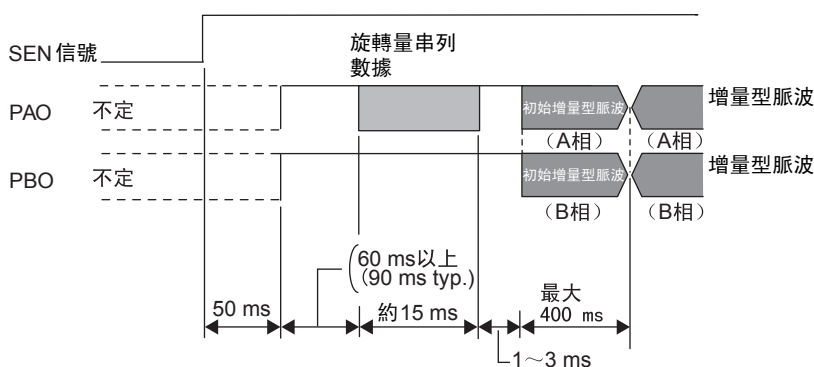 SEN信號
旋轉量串列
數據
PAO
不定
初始增量型脈波
增量型脈波
（A相）
（A相）
PBO
不定
初始增量型脈波
增量型脈波
（B相）
（B相）
60 ms以上
（90 ms typ.)
50 ms
約15 ms
最大
400 ms
1～3 ms